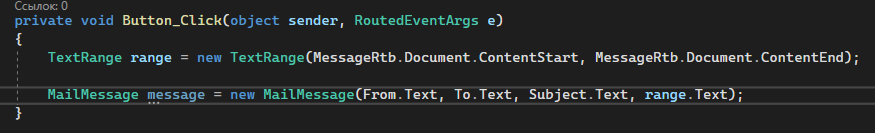 Ссылок: 0
private void Button_Click(object sender, RoutedEventArgs e)
{
TextRange range = new TextRange(MessageRtb.Document.ContentStart, MessageRtb.Document.ContentEnd);
MailMessage message = new MailMessage(From.Text, To.Text, Subject.Text, range.Text);
}